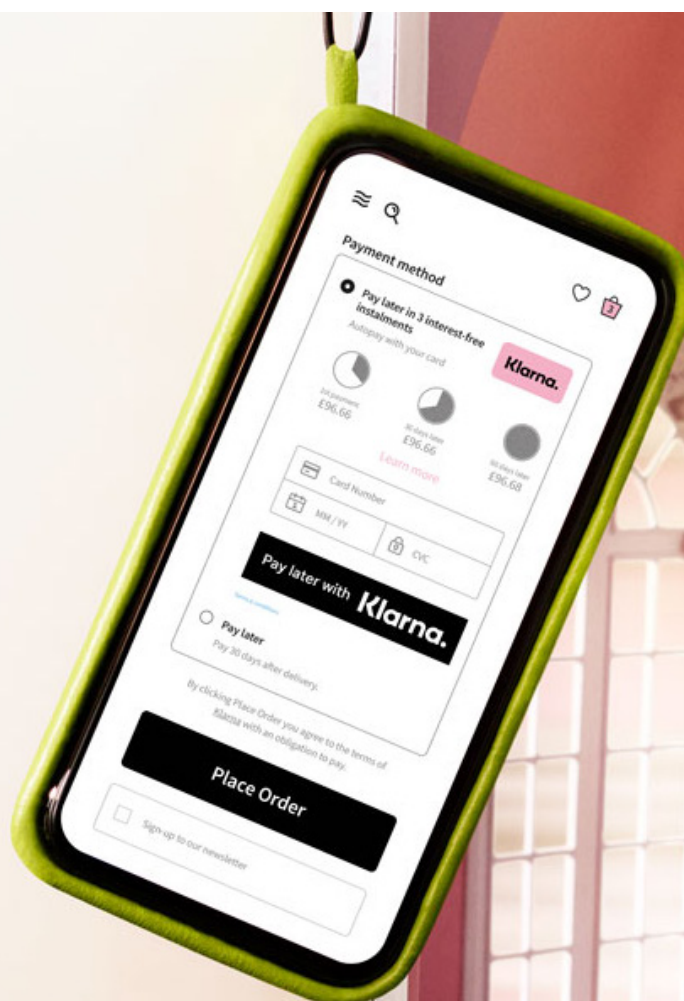 Payment method
3
Pay later in 3 interest-free
instalments
Autopay with your card
Klarna.
1st payment
£96.66
30 days later
£96.66
60 days later
£96.68
Learn more
Card Number
MM / YY
CVC
Pay later with Klarna.
Pay later
Pay 30 days after delivery.
By clicking Place Order you agree to the terms of
Klarna with an obligation to pay.
Place Order
Sign up to our newsletter